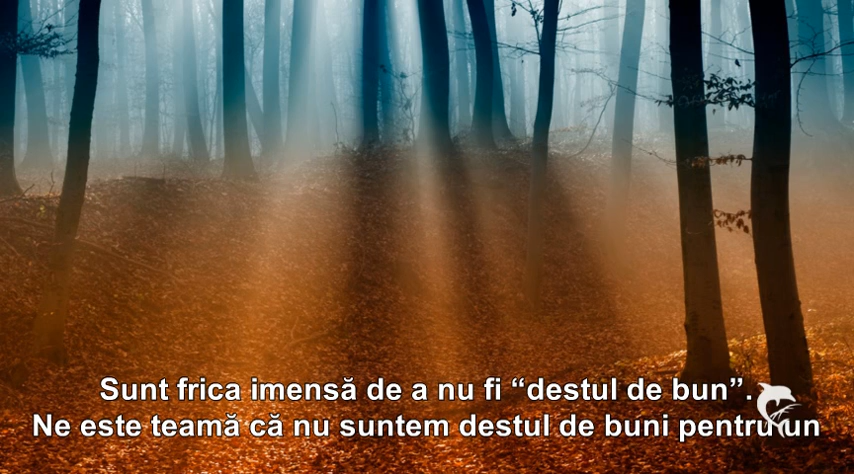 Sunt frica imensă de a nu fi “destul de bun”.
Ne este teamă că nu suntem destul de buni pentru un